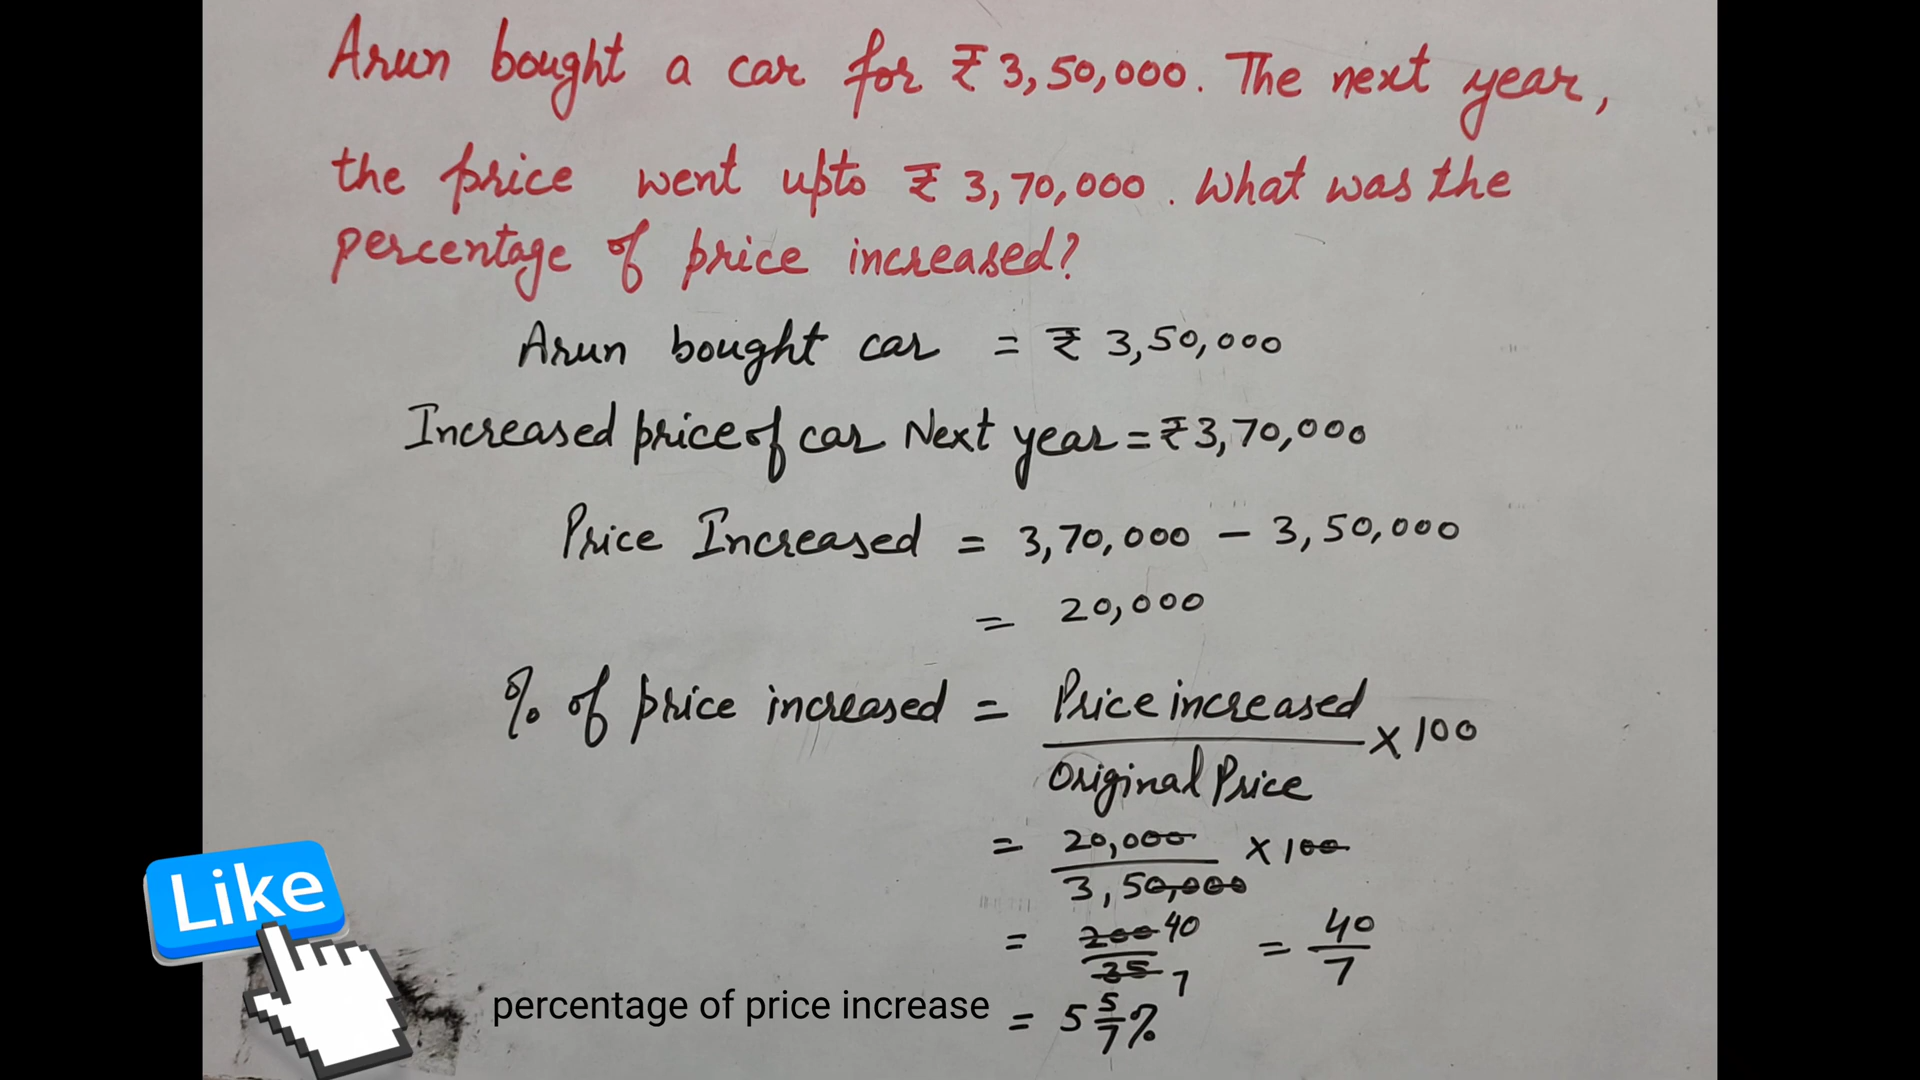 Arun bought a car for ₹ 3,50,000. The next year,
the price went upto ₹ 3,70,000. What was the
percentage of price increased?
Arun bought car = ₹ 3,50,000
Increased price of car Next year = ₹ 3,70,000
Price Increased = 3,70,000 - 3,50,000
= 20,000
% of price increased = Price increased / Original Price × 100
= 20,000 / 3,50,000 × 100
= 200 40 / 35 7 = 40 / 7
Like
percentage of price increase = 5 5/7 %